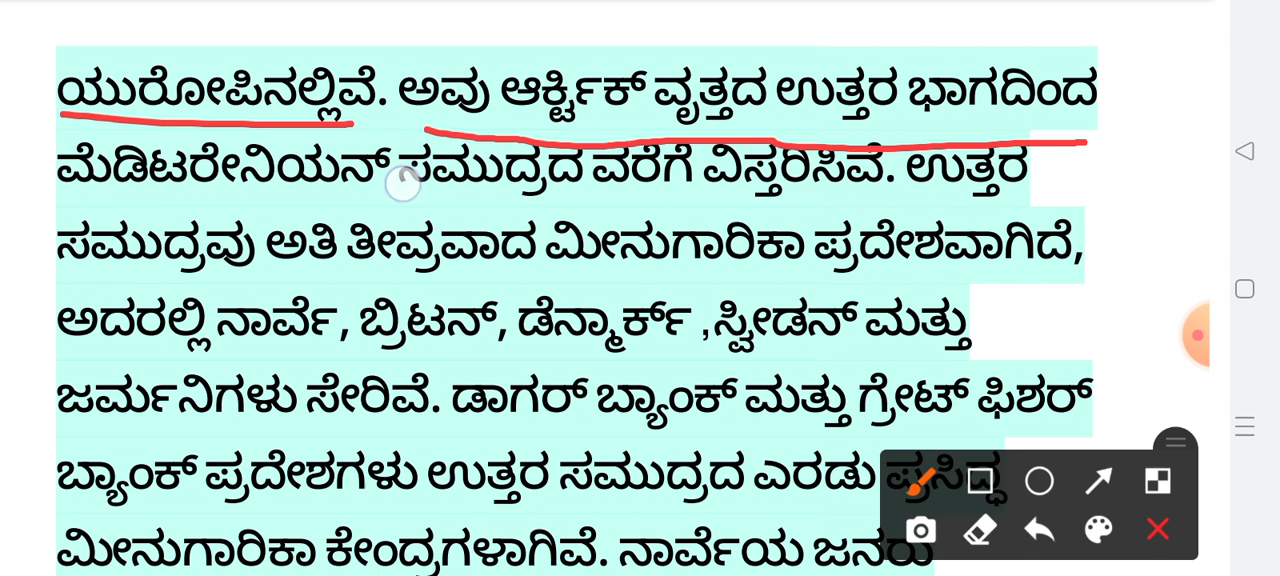 ಯುರೋಪಿನಲ್ಲಿವೆ. ಅವು ಆರ್ಕ್ಟಿಕ್ ವೃತ್ತದ ಉತ್ತರ ಭಾಗದಿಂದ
ಮೆಡಿಟರೇನಿಯನ್ ಸಮುದ್ರದ ವರೆಗೆ ವಿಸ್ತರಿಸಿವೆ. ಉತ್ತರ
ಸಮುದ್ರವು ಅತಿ ತೀವ್ರವಾದ ಮೀನುಗಾರಿಕಾ ಪ್ರದೇಶವಾಗಿದೆ,
ಅದರಲ್ಲಿ ನಾರ್ವೆ, ಬ್ರಿಟನ್, ಡೆನ್ಮಾರ್ಕ್ ,ಸ್ವೀಡನ್ ಮತ್ತು
ಜರ್ಮನಿಗಳು ಸೇರಿವೆ. ಡಾಗರ್ ಬ್ಯಾಂಕ್ ಮತ್ತು ಗ್ರೇಟ್ ಫಿಶರ್
ಬ್ಯಾಂಕ್ ಪ್ರದೇಶಗಳು ಉತ್ತರ ಸಮುದ್ರದ ಎರಡು ಪ್ರಸಿದ್ಧ
ಮೀನುಗಾರಿಕಾ ಕೇಂದ್ರಗಳಾಗಿವೆ. ನಾರ್ವೆಯ ಜನರು